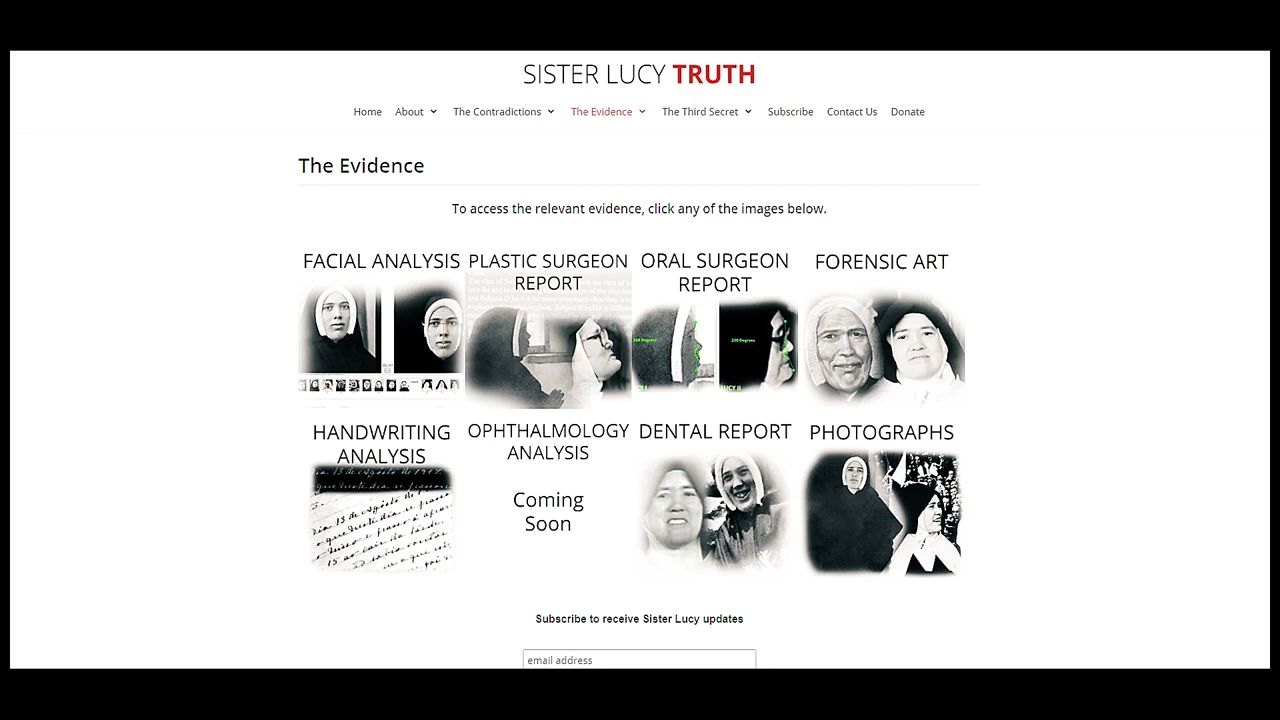 SISTER LUCY TRUTH
Home About The Contradictions The Evidence The Third Secret Subscribe Contact Us Donate
The Evidence
To access the relevant evidence, click any of the images below.
FACIAL ANALYSIS
PLASTIC SURGEON
REPORT
ORAL SURGEON
REPORT
FORENSIC ART
200 Degrees
HANDWRITING
ANALYSIS
OPHTHALMOLOGY
ANALYSIS
Coming
Soon
DENTAL REPORT
PHOTOGRAPHS
Subscribe to receive Sister Lucy updates
email address